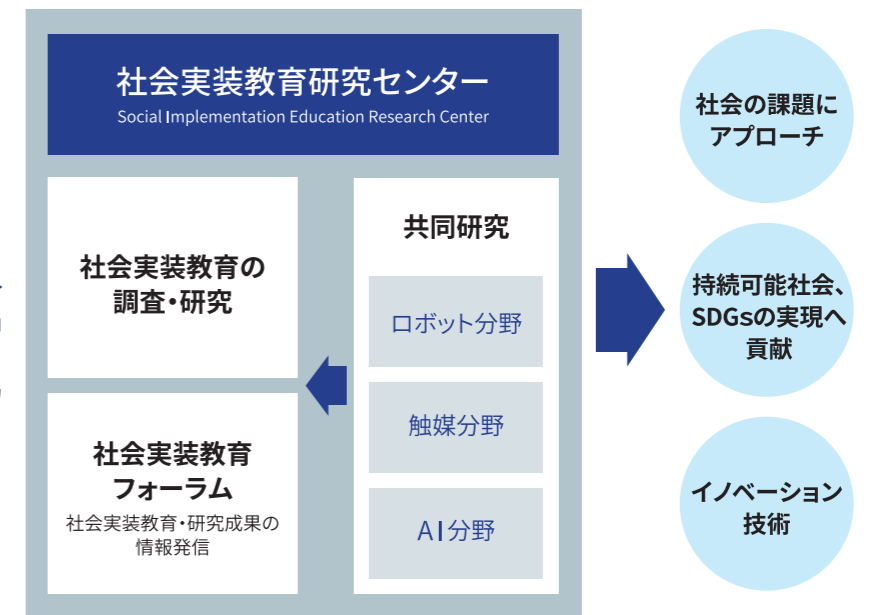 社会実装教育研究センター
Social Implementation Education Research Center
社会実装教育の
調査・研究
社会実装教育
フォーラム
社会実装教育・研究成果の
情報発信
共同研究
ロボット分野
触媒分野
AI分野
社会の課題に
アプローチ
持続可能社会、
SDGsの実現へ
貢献
イノベーション
技術